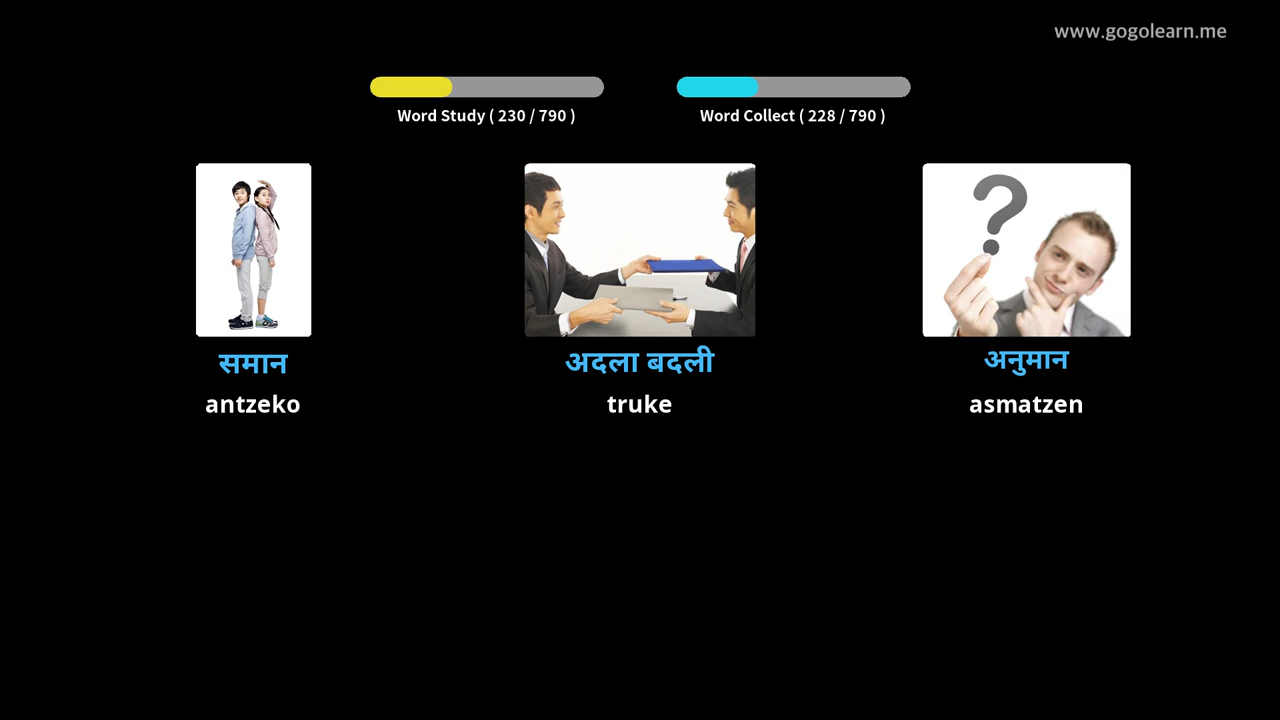 www.gogolearn.me
Word Study ( 230 / 790 )
Word Collect ( 228 / 790 )
समान
अदला बदली
अनुमान
antzeko
truke
asmatzen